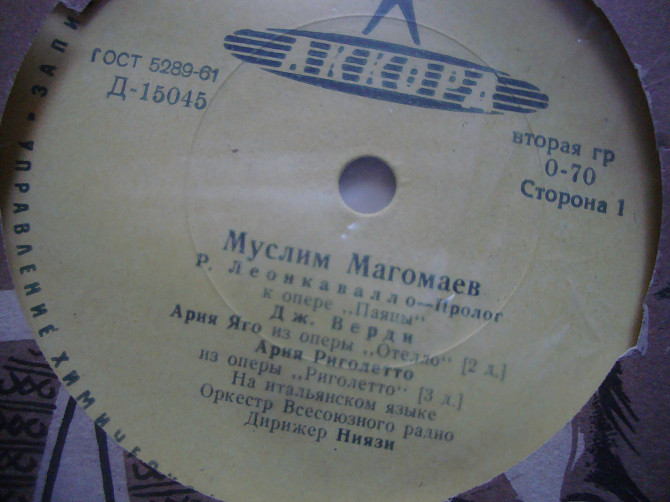 АККОРД
ГОСТ 5289-61
Д-15045
вторая гр
0-70
Сторона 1
Муслим Магомаев
Р. Леонкавалло—Пролог
к опере „Паяцы"
Дж. Верди
Ария Яго из оперы „Отелло" [2 д.]
Ария Риголетто
из оперы „Риголетто" [3 д.]
На итальянском языке
Оркестр Всесоюзного радио
Дирижер Ниязи
УПРАВЛЕНИЕ ХИМИЧЕС